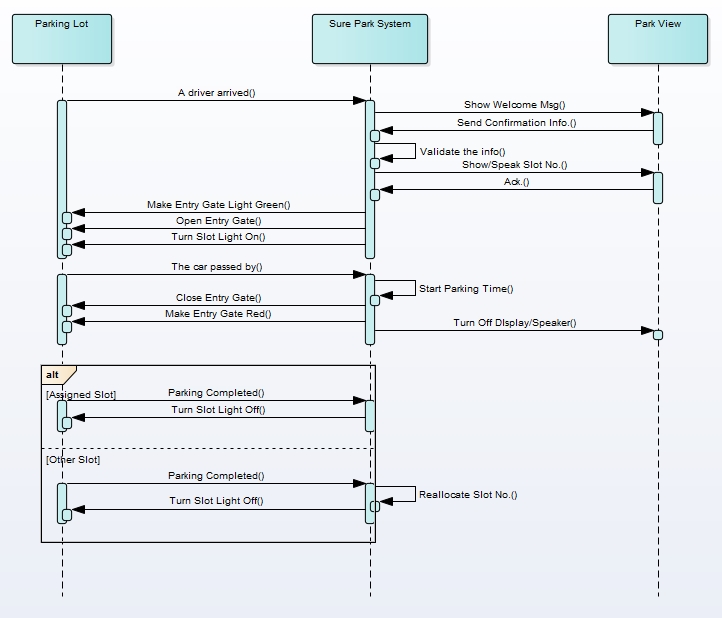 Parking Lot
Sure Park System
Park View
A driver arrived()
Show Welcome Msg()
Send Confirmation Info.()
Validate the info()
Show/Speak Slot No.()
Ack.()
Make Entry Gate Light Green()
Open Entry Gate()
Turn Slot Light On()
The car passed by()
Start Parking Time()
Close Entry Gate()
Make Entry Gate Red()
Turn Off DIsplay/Speaker()
alt
[Assigned Slot]
Parking Completed()
Turn Slot Light Off()
[Other Slot]
Parking Completed()
Reallocate Slot No.()
Turn Slot Light Off()